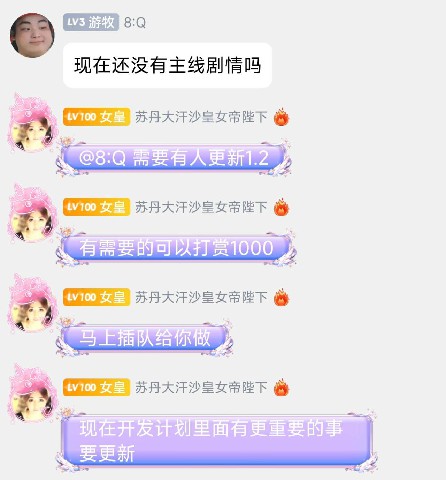 LV3 游牧 8:Q
现在还没有主线剧情吗
LV100 女皇 苏丹大汗沙皇女帝陛下
@8:Q 需要有人更新1.2
LV100 女皇 苏丹大汗沙皇女帝陛下
有需要的可以打赏1000
LV100 女皇 苏丹大汗沙皇女帝陛下
马上插队给你做
LV100 女皇 苏丹大汗沙皇女帝陛下
现在开发计划里面有更重要的事
要更新